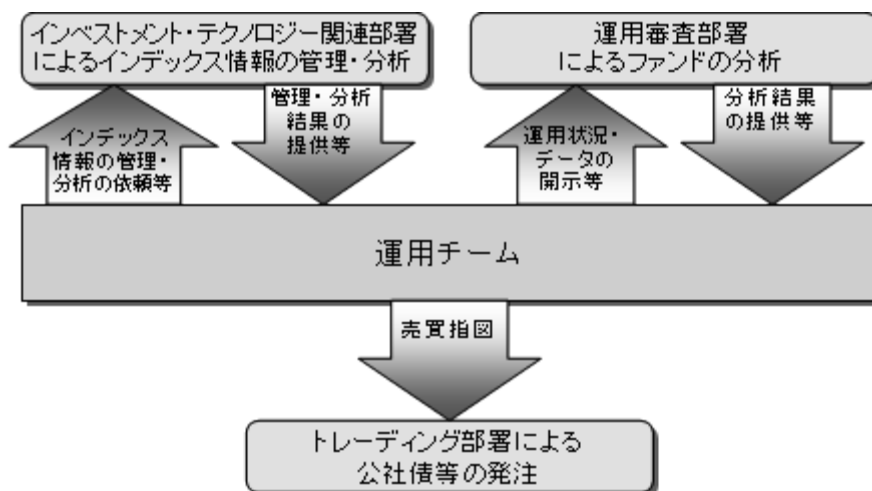 インベストメント・テクノロジー関連部署
によるインデックス情報の管理・分析
運用審査部署
によるファンドの分析
インデックス
情報の管理・
分析の依頼等
管理・分析
結果の
提供等
運用状況・
データの
開示等
分析結果
の提供等
運用チーム
売買指図
トレーディング部署による
公社債等の発注